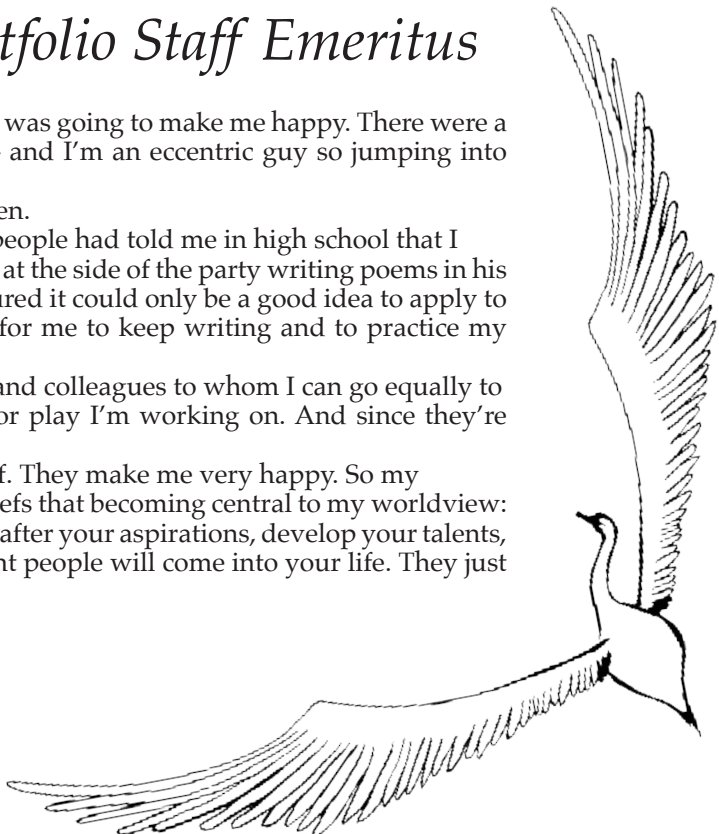 tfolio Staff Emeritus
was going to make me happy. There were a
and I'm an eccentric guy so jumping into
en.
people had told me in high school that I
at the side of the party writing poems in his
ured it could only be a good idea to apply to
for me to keep writing and to practice my
and colleagues to whom I can go equally to
or play I'm working on. And since they're
f. They make me very happy. So my
efs that becoming central to my worldview:
after your aspirations, develop your talents,
nt people will come into your life. They just